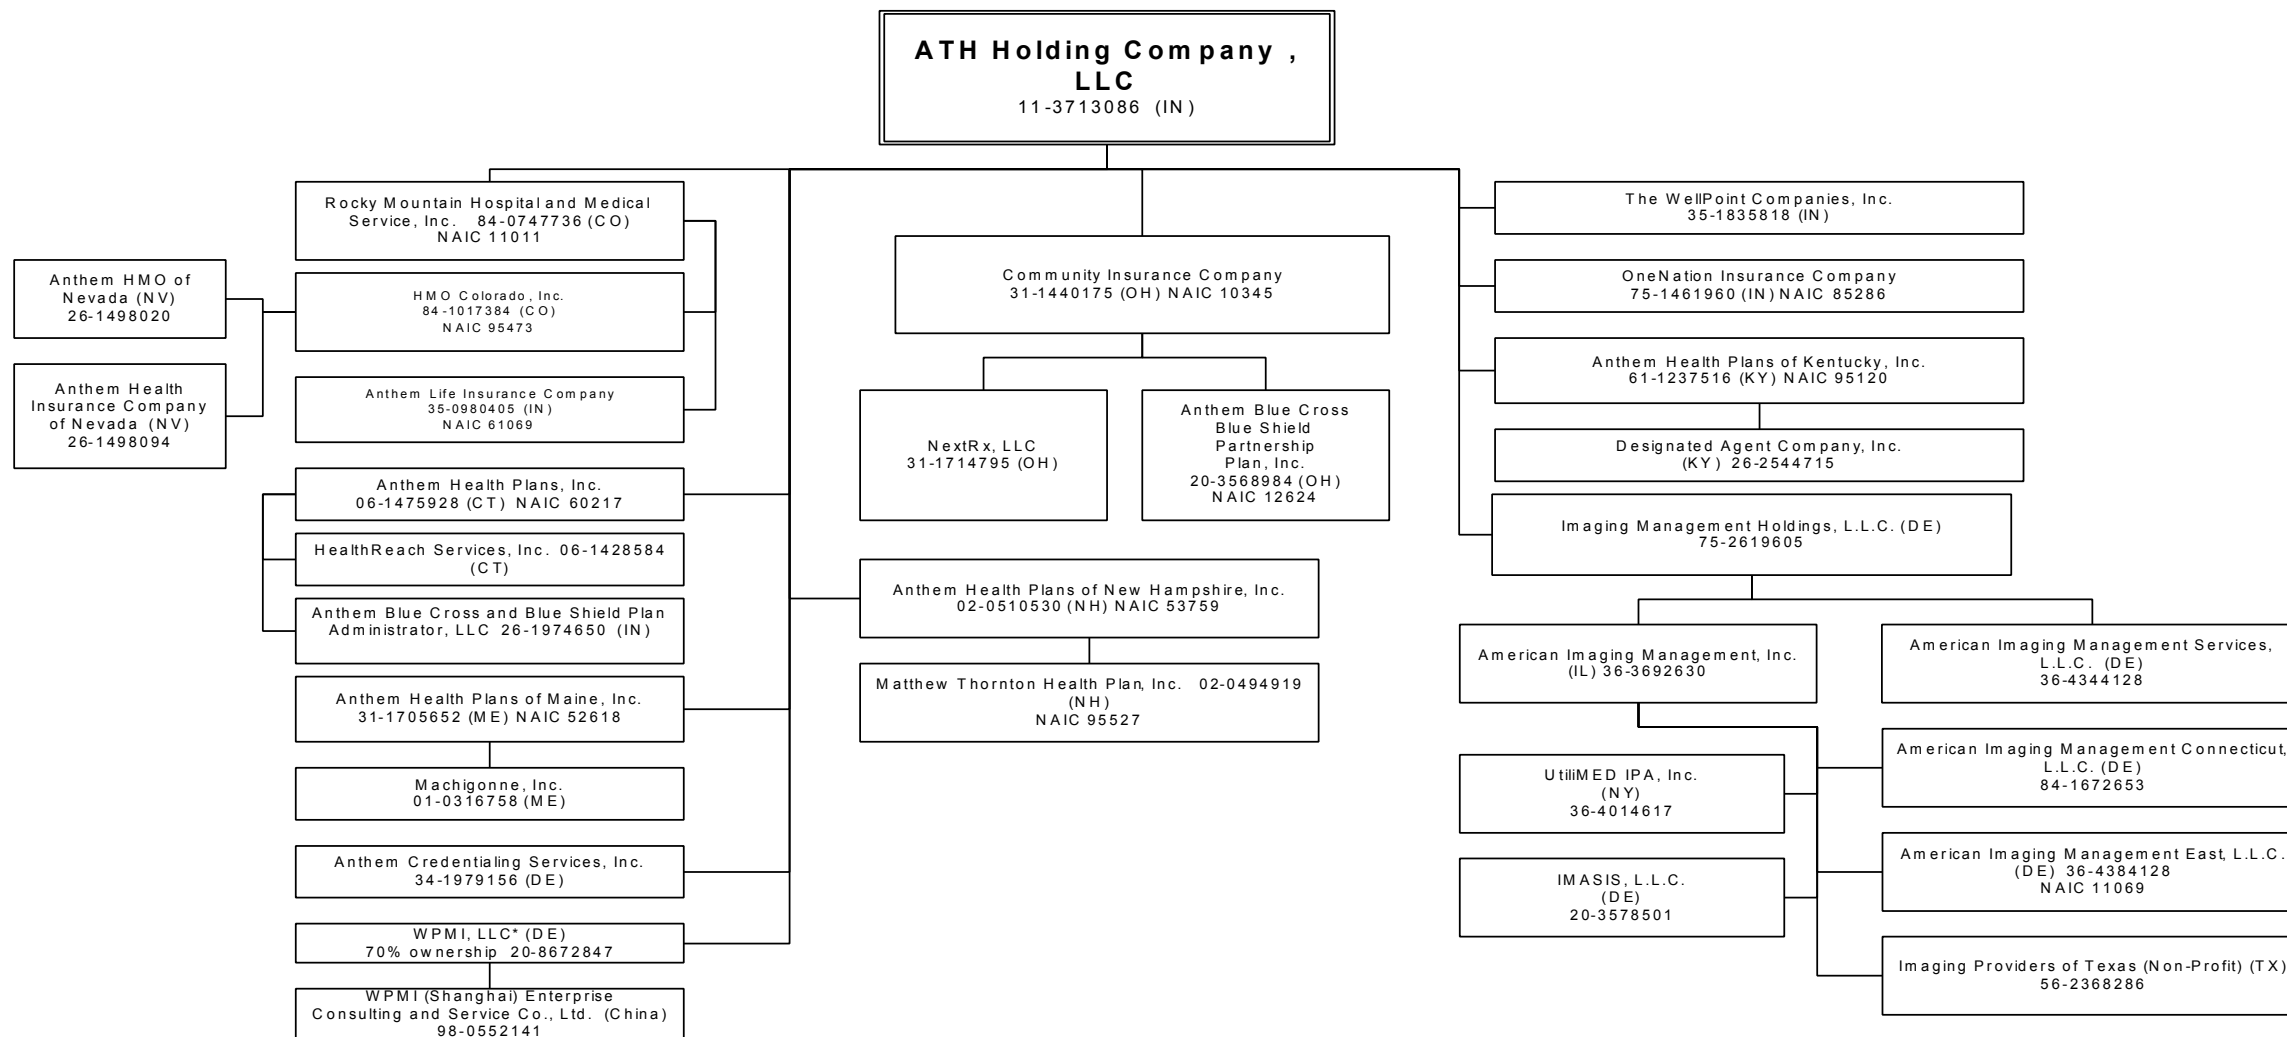 ATH Holding Company ,
LLC
11-3713086 (IN)
Rocky Mountain Hospital and Medical
Service, Inc. 84-0747736 (CO)
NAIC 11011
Anthem HMO of
Nevada (NV)
26-1498020
HMO Colorado, Inc.
84-1017384 (CO)
NAIC 95473
Anthem Health
Insurance Company
of Nevada (NV)
26-1498094
Anthem Life Insurance Company
35-0980405 (IN)
NAIC 61069
Anthem Health Plans, Inc.
06-1475928 (CT) NAIC 60217
HealthReach Services, Inc. 06-1428584
(CT)
Anthem Blue Cross and Blue Shield Plan
Administrator, LLC 26-1974650 (IN)
Anthem Health Plans of Maine, Inc.
31-1705652 (ME) NAIC 52618
Machigonne, Inc.
01-0316758 (ME)
Anthem Credentialing Services, Inc.
34-1979156 (DE)
WPMI, LLC* (DE)
70% ownership 20-8672847
WPMI (Shanghai) Enterprise
Consulting and Service Co., Ltd. (China)
98-0552141
Community Insurance Company
31-1440175 (OH) NAIC 10345
NextRx, LLC
31-1714795 (OH)
Anthem Blue Cross
Blue Shield
Partnership
Plan, Inc.
20-3568984 (OH)
NAIC 12624
Anthem Health Plans of New Hampshire, Inc.
02-0510530 (NH) NAIC 53759
Matthew Thornton Health Plan, Inc. 02-0494919
(NH)
NAIC 95527
The WellPoint Companies, Inc.
35-1835818 (IN)
OneNation Insurance Company
75-1461960 (IN) NAIC 85286
Anthem Health Plans of Kentucky, Inc.
61-1237516 (KY) NAIC 95120
Designated Agent Company, Inc.
(KY) 26-2544715
Imaging Management Holdings, L.L.C. (DE)
75-2619605
American Imaging Management, Inc.
(IL) 36-3692630
American Imaging Management Services,
L.L.C. (DE)
36-4344128
UtiliMED IPA, Inc.
(NY)
36-4014617
American Imaging Management Connecticut,
L.L.C. (DE)
84-1672653
IMASIS, L.L.C.
(DE)
20-3578501
American Imaging Management East, L.L.C.
(DE) 36-4384128
NAIC 11069
Imaging Providers of Texas (Non-Profit) (TX)
56-2368286